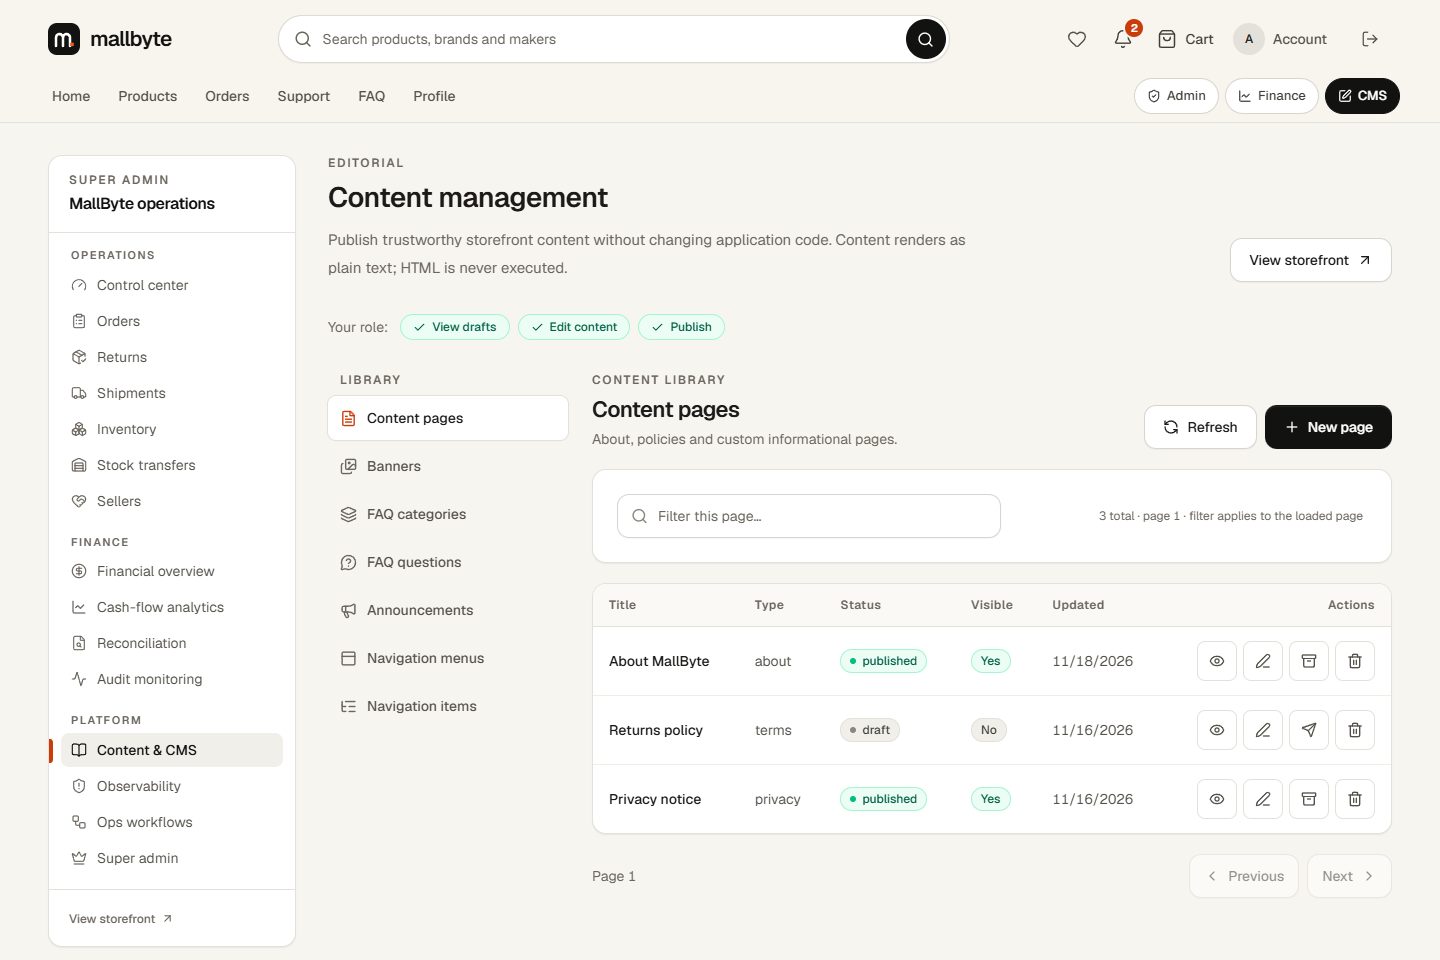 mallbyte
Search products, brands and makers
2
Cart
A
Account
Home
Products
Orders
Support
FAQ
Profile
Admin
Finance
CMS
SUPER ADMIN
MallByte operations
OPERATIONS
Control center
Orders
Returns
Shipments
Inventory
Stock transfers
Sellers
FINANCE
Financial overview
Cash-flow analytics
Reconciliation
Audit monitoring
PLATFORM
Content & CMS
Observability
Ops workflows
Super admin
View storefront
EDITORIAL
Content management
Publish trustworthy storefront content without changing application code. Content renders as
plain text; HTML is never executed.
View storefront
Your role:
View drafts
Edit content
Publish
LIBRARY
Content pages
Banners
FAQ categories
FAQ questions
Announcements
Navigation menus
Navigation items
CONTENT LIBRARY
Content pages
About, policies and custom informational pages.
Refresh
New page
Filter this page…
3 total · page 1 · filter applies to the loaded page
Title Type Status Visible Updated Actions
About MallByte about published Yes 11/18/2026
Returns policy terms draft No 11/16/2026
Privacy notice privacy published Yes 11/16/2026
Page 1
Previous
Next